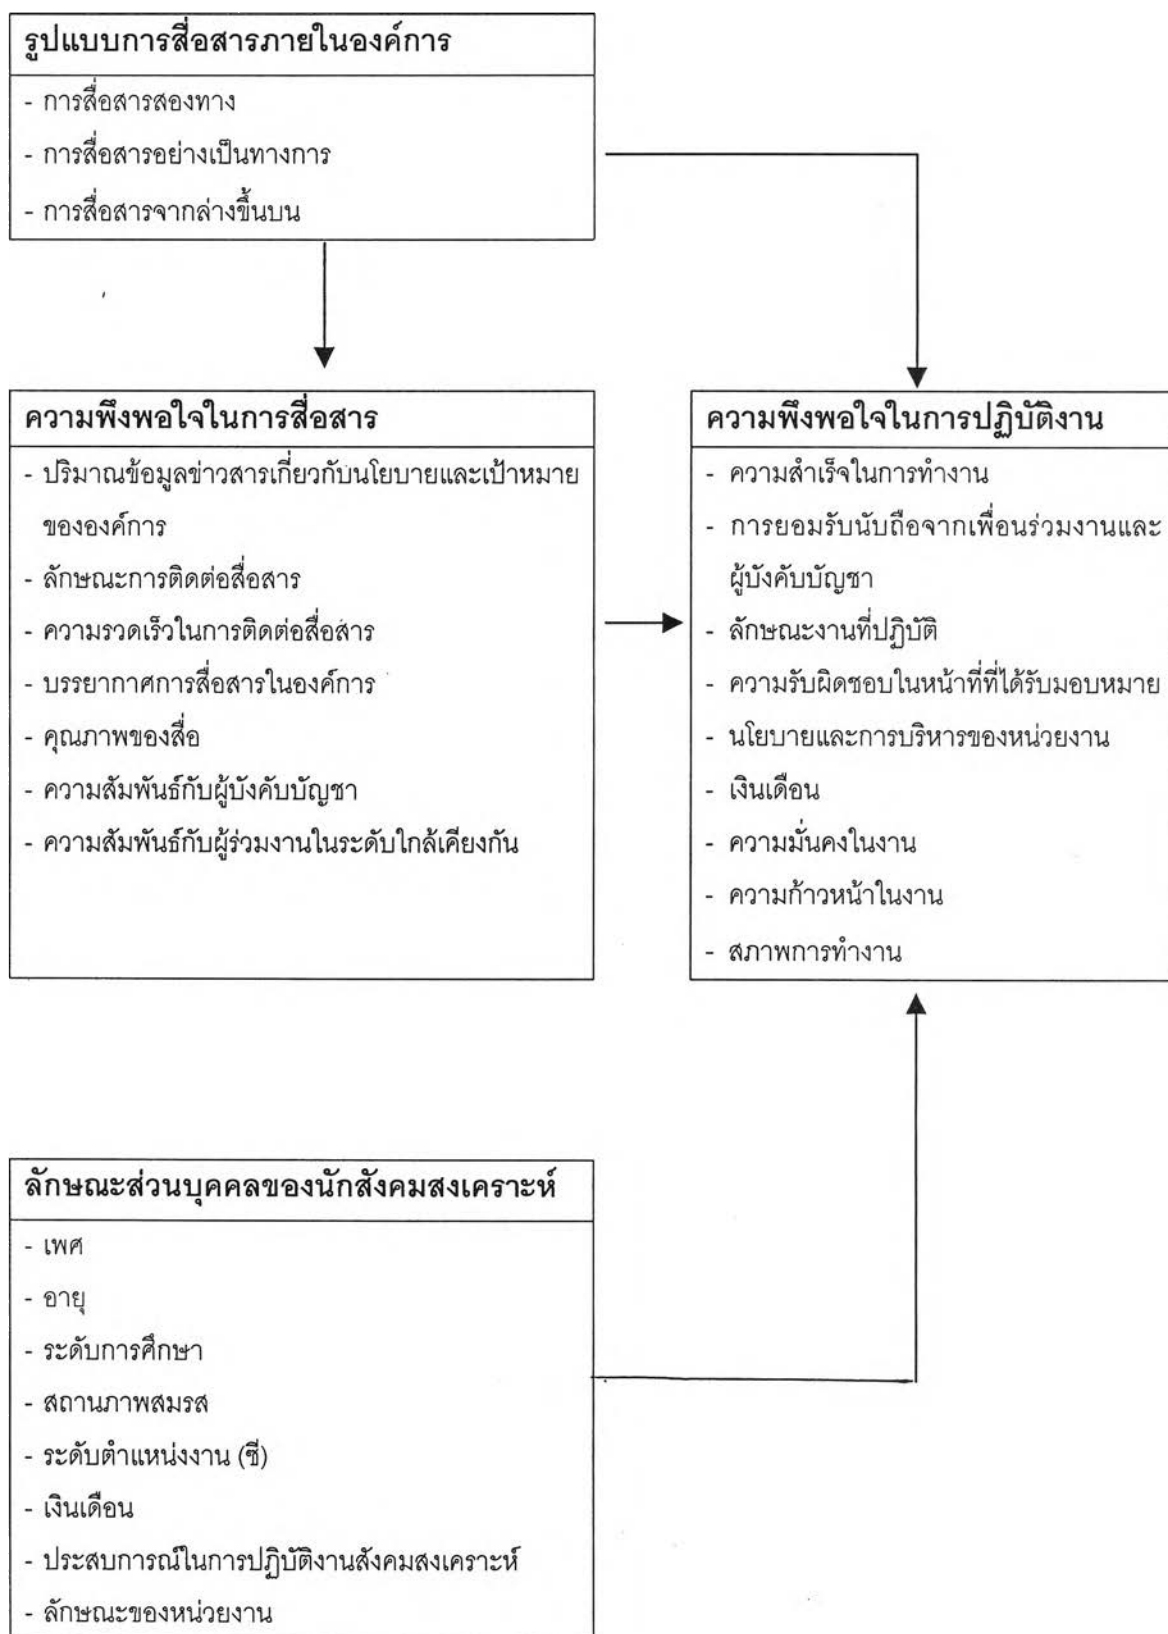 รูปแบบการสื่อสารภายในองค์การ
- การสื่อสารสองทาง
- การสื่อสารอย่างเป็นทางการ
- การสื่อสารจากล่างขึ้นบน
ความพึงพอใจในการสื่อสาร
- ปริมาณข้อมูลข่าวสารเกี่ยวกับนโยบายและเป้าหมาย
ขององค์การ
- ลักษณะการติดต่อสื่อสาร
- ความรวดเร็วในการติดต่อสื่อสาร
- บรรยากาศการสื่อสารในองค์การ
- คุณภาพของสื่อ
- ความสัมพันธ์กับผู้บังคับบัญชา
- ความสัมพันธ์กับผู้ร่วมงานในระดับใกล้เคียงกัน
ความพึงพอใจในการปฏิบัติงาน
- ความสำเร็จในการทำงาน
- การยอมรับนับถือจากเพื่อนร่วมงานและ
ผู้บังคับบัญชา
- ลักษณะงานที่ปฏิบัติ
- ความรับผิดชอบในหน้าที่ที่ได้รับมอบหมาย
- นโยบายและการบริหารของหน่วยงาน
- เงินเดือน
- ความมั่นคงในงาน
- ความก้าวหน้าในงาน
- สภาพการทำงาน
ลักษณะส่วนบุคคลของนักสังคมสงเคราะห์
- เพศ
- อายุ
- ระดับการศึกษา
- สถานภาพสมรส
- ระดับตำแหน่งงาน (ซี)
- เงินเดือน
- ประสบการณ์ในการปฏิบัติงานสังคมสงเคราะห์
- ลักษณะของหน่วยงาน